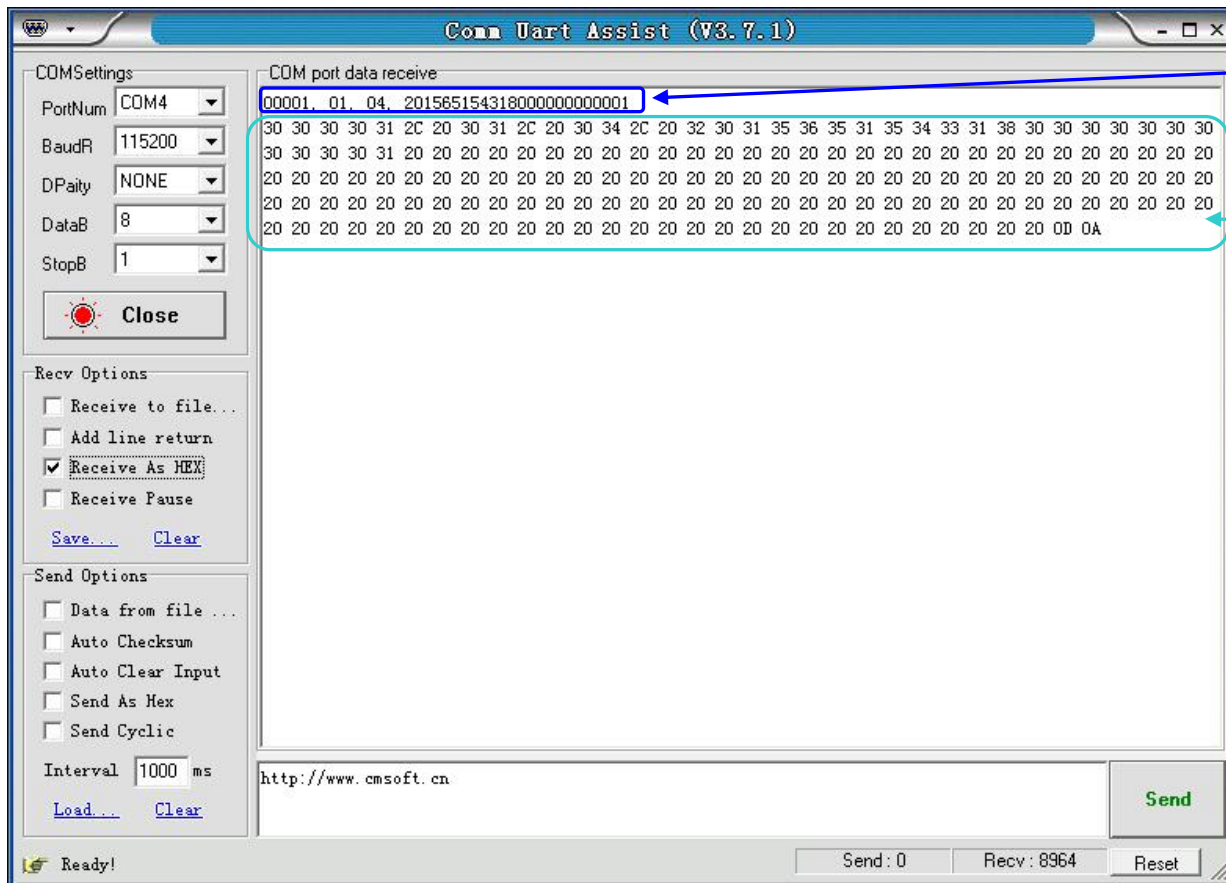 Comm Uart Assist (V3.7.1)
COMSettings
PortNum COM4
BaudR 115200
DPaity NONE
DataB 8
StopB 1
Close
Recv Options
Receive to file...
Add line return
Receive As HEX
Receive Pause
Save... Clear
Send Options
Data from file ...
Auto Checksum
Auto Clear Input
Send As Hex
Send Cyclic
Interval 1000 ms
Load... Clear
COM port data receive
00001, 01, 04, 201565154318000000000001
30 30 30 30 31 2C 20 30 31 2C 20 30 34 2C 20 32 30 31 35 36 35 31 35 34 33 31 38 30 30 30 30 30 30 30
30 30 30 30 31 20 20 20 20 20 20 20 20 20 20 20 20 20 20 20 20 20 20 20 20 20 20 20 20 20 20 20 20 20
20 20 20 20 20 20 20 20 20 20 20 20 20 20 20 20 20 20 20 20 20 20 20 20 20 20 20 20 20 20 20 20 20 20
20 20 20 20 20 20 20 20 20 20 20 20 20 20 20 20 20 20 20 20 20 20 20 20 20 20 20 20 20 20 20 20 20 20
20 20 20 20 20 20 20 20 20 20 20 20 20 20 20 20 20 20 20 20 20 20 20 20 20 20 20 20 0D 0A
http://www.cmsoft.cn
Send
Ready!
Send : 0
Recv : 8964
Reset